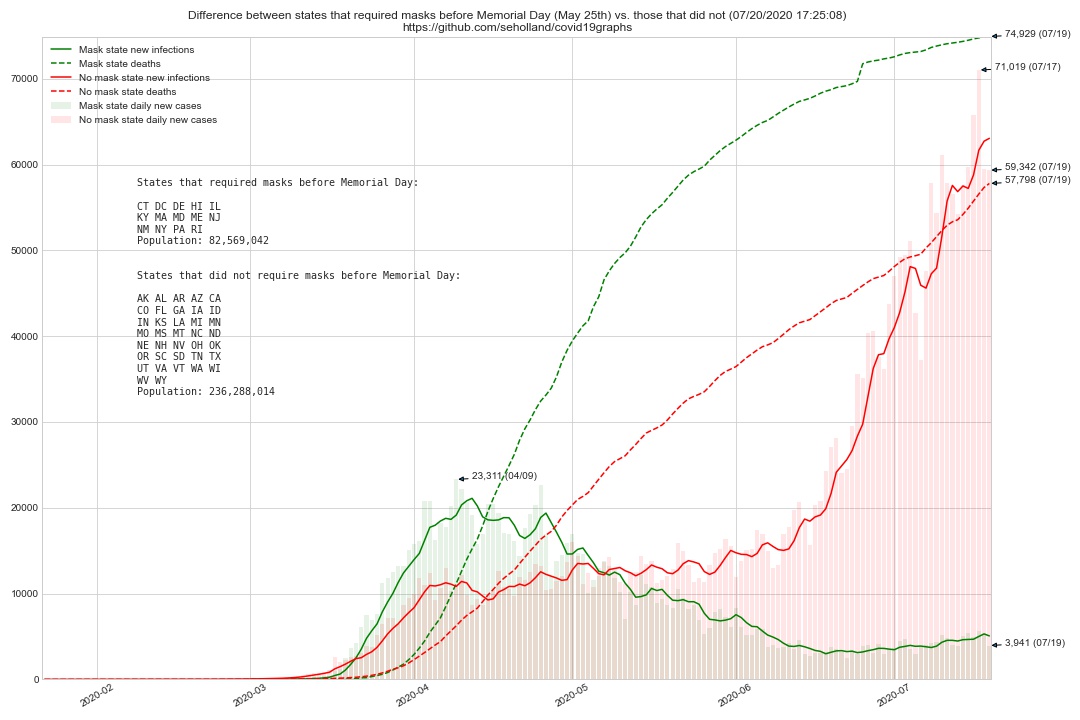 Difference between states that required masks before Memorial Day (May 25th) vs. those that did not (07/20/2020 17:25:08)
https://github.com/seholland/covid19graphs
Mask state new infections
Mask state deaths
No mask state new infections
No mask state deaths
Mask state daily new cases
No mask state daily new cases
74,929 (07/19)
71,019 (07/17)
59,342 (07/19)
57,798 (07/19)
23,311 (04/09)
3,941 (07/19)
States that required masks before Memorial Day:
CT DC DE HI IL
KY MA MD ME NJ
NM NY PA RI
Population: 82,569,042
States that did not require masks before Memorial Day:
AK AL AR AZ CA
CO FL GA IA ID
IN KS LA MI MN
MO MS MT NC ND
NE NH NV OH OK
OR SC SD TN TX
UT VA VT WA WI
WV WY
Population: 236,288,014
70000
60000
50000
40000
30000
20000
10000
0
2020-02
2020-03
2020-04
2020-05
2020-06
2020-07